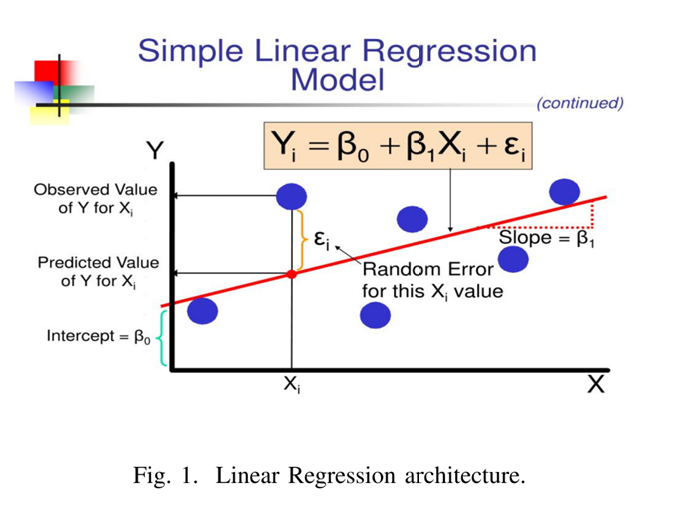 Simple Linear Regression
Model
(continued)
Yᵢ = β₀ + β₁Xᵢ + εᵢ
Y
Observed Value
of Y for Xᵢ
εᵢ
Slope = β₁
Predicted Value
of Y for Xᵢ
Random Error
for this Xᵢ value
Intercept = β₀
Xᵢ
X
Fig. 1. Linear Regression architecture.